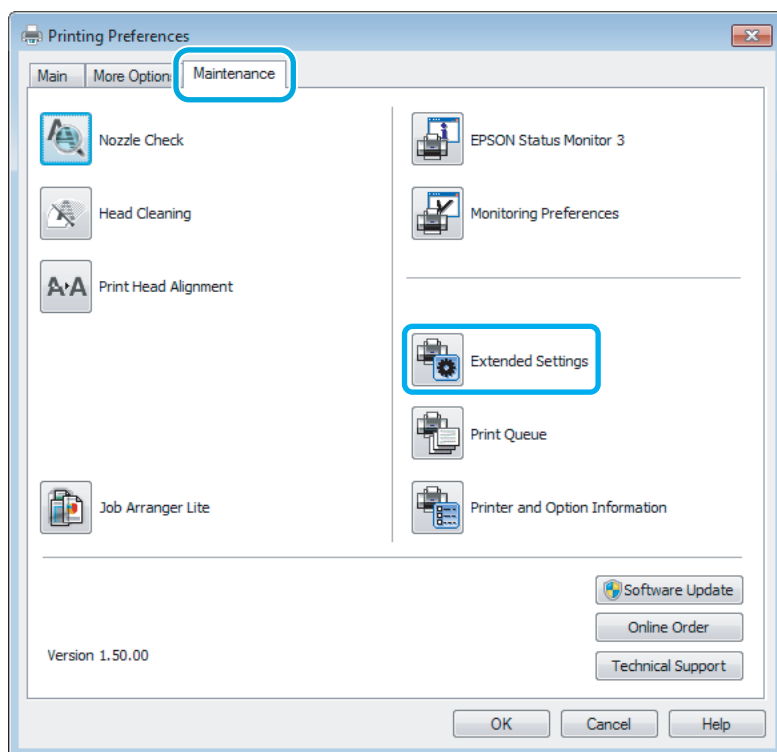 Printing Preferences
Main
More Option
Maintenance
Nozzle Check
Head Cleaning
A▸A Print Head Alignment
Job Arranger Lite
EPSON Status Monitor 3
Monitoring Preferences
Extended Settings
Print Queue
Printer and Option Information
Software Update
Online Order
Technical Support
Version 1.50.00
OK
Cancel
Help